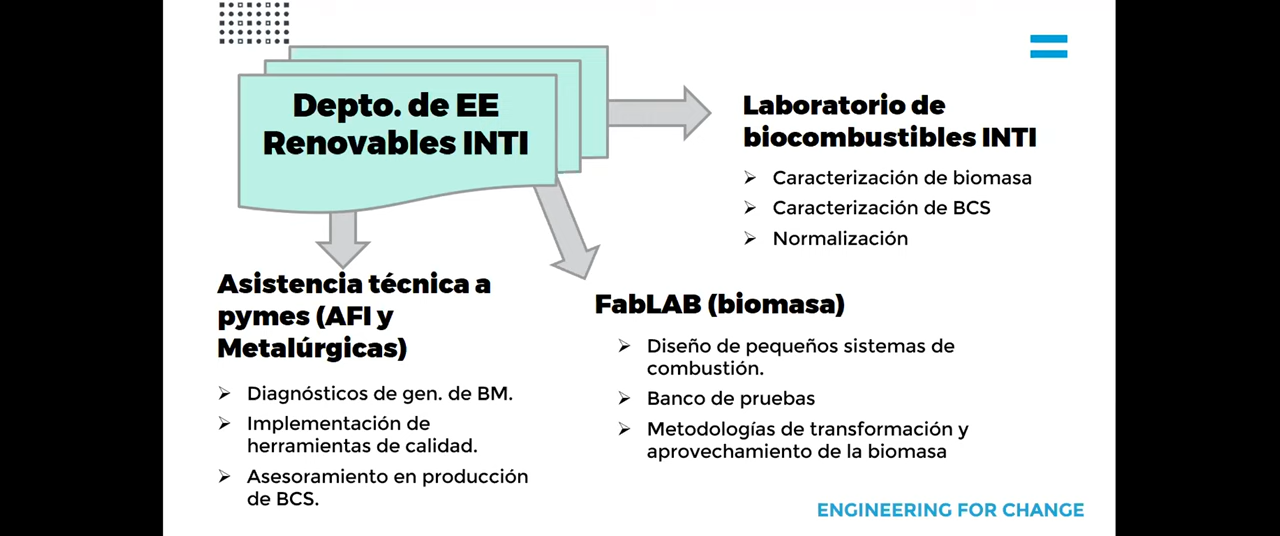 Depto. de EE
Renovables INTI
Laboratorio de
biocombustibles INTI
Caracterización de biomasa
Caracterización de BCS
Normalización
Asistencia técnica a
pymes (AFI y
Metalúrgicas)
Diagnósticos de gen. de BM.
Implementación de
herramientas de calidad.
Asesoramiento en producción
de BCS.
FabLAB (biomasa)
Diseño de pequeños sistemas de
combustión.
Banco de pruebas
Metodologías de transformación y
aprovechamiento de la biomasa
ENGINEERING FOR CHANGE